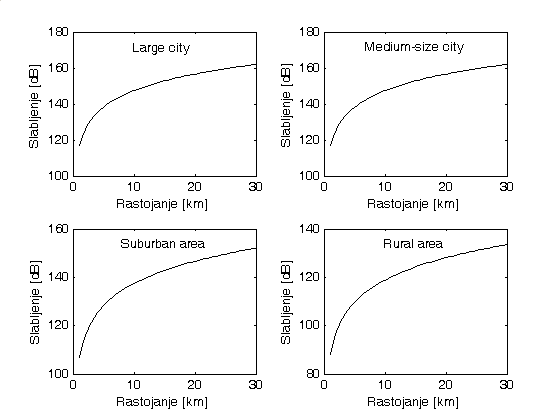 180
160
140
120
100
Slabljenje [dB]
Large city
0
10
20
30
Rastojanje [km]
180
160
140
120
100
Slabljenje [dB]
Medium-size city
0
10
20
30
Rastojanje [km]
160
140
120
100
Slabljenje [dB]
Suburban area
0
10
20
30
Rastojanje [km]
140
120
100
80
Slabljenje [dB]
Rural area
0
10
20
30
Rastojanje [km]